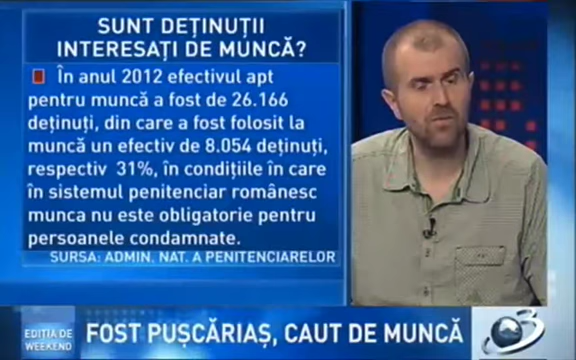 SUNT DEȚINUȚII
INTERESAȚI DE MUNCĂ?
În anul 2012 efectivul apt
pentru muncă a fost de 26.166
deținuți, din care a fost folosit la
muncă un efectiv de 8.054 deținuți,
respectiv 31%, în condițiile în care
în sistemul penitenciar românesc
munca nu este obligatorie pentru
persoanele condamnate.
SURSA: ADMIN. NAT. A PENITENCIARELOR
EDIȚIA DE
WEEKEND
FOST PUȘCĂRIAȘ, CAUT DE MUNCĂ
3